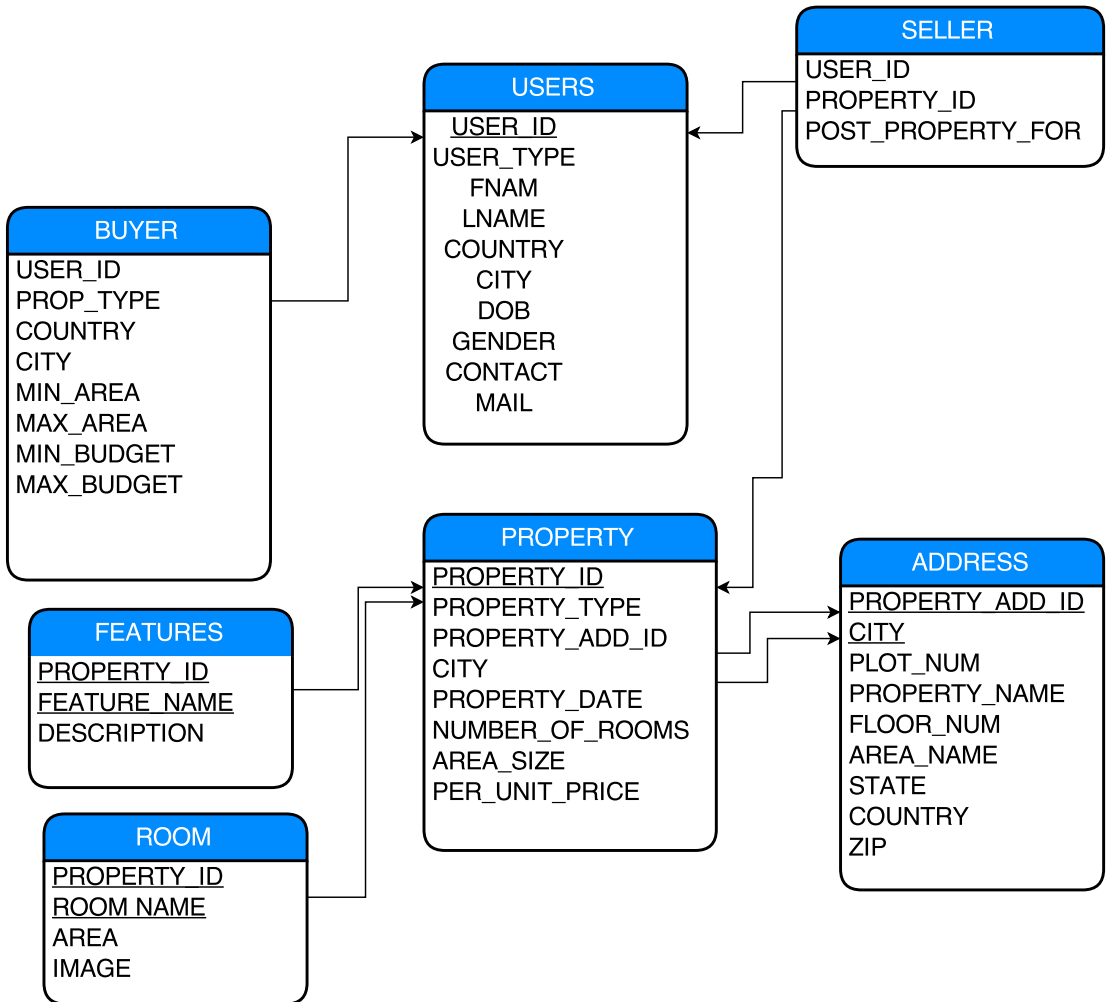 SELLER
USER_ID
PROPERTY_ID
POST_PROPERTY_FOR
USERS
USER_ID
USER_TYPE
FNAM
LNAME
COUNTRY
CITY
DOB
GENDER
CONTACT
MAIL
BUYER
USER_ID
PROP_TYPE
COUNTRY
CITY
MIN_AREA
MAX_AREA
MIN_BUDGET
MAX_BUDGET
PROPERTY
PROPERTY_ID
PROPERTY_TYPE
PROPERTY_ADD_ID
CITY
PROPERTY_DATE
NUMBER_OF_ROOMS
AREA_SIZE
PER_UNIT_PRICE
ADDRESS
PROPERTY_ADD_ID
CITY
PLOT_NUM
PROPERTY_NAME
FLOOR_NUM
AREA_NAME
STATE
COUNTRY
ZIP
FEATURES
PROPERTY_ID
FEATURE_NAME
DESCRIPTION
ROOM
PROPERTY_ID
ROOM NAME
AREA
IMAGE